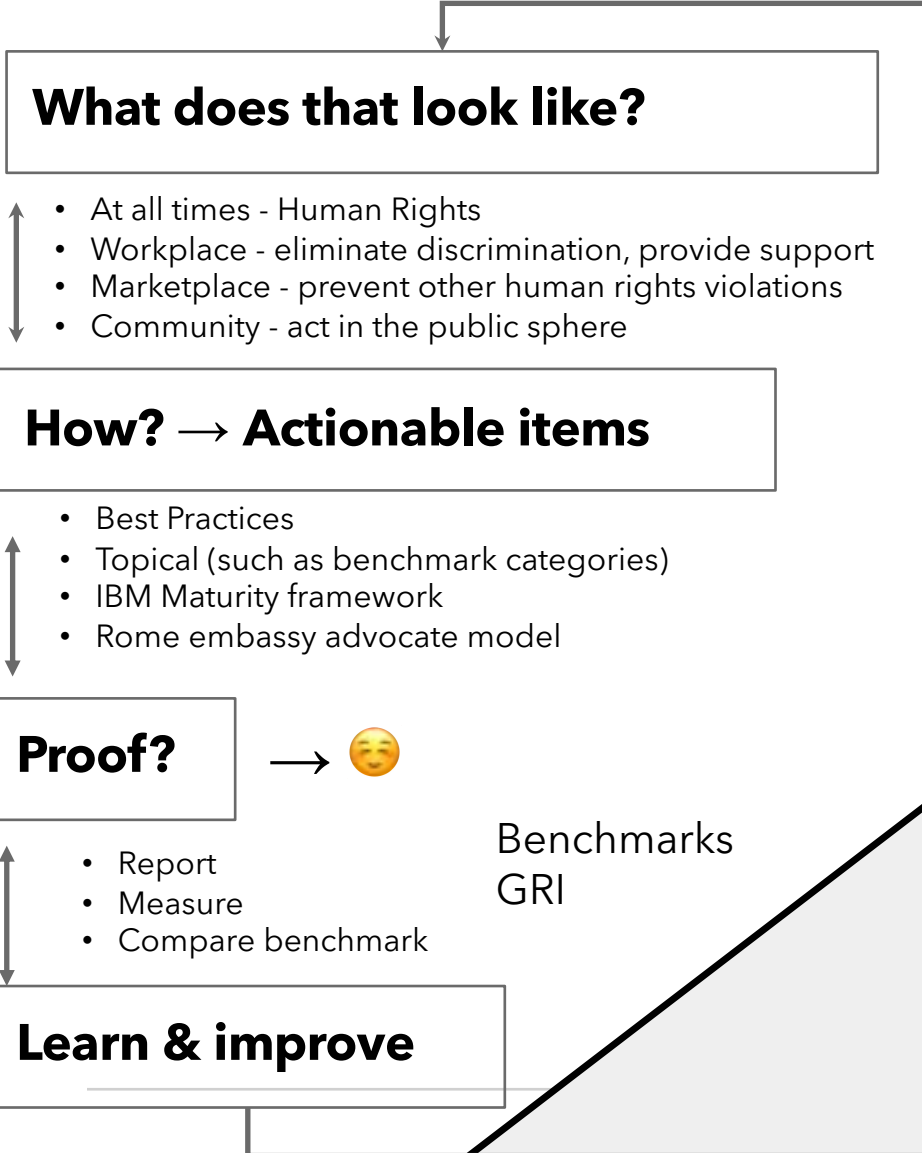 What does that look like?
• At all times - Human Rights
• Workplace - eliminate discrimination, provide support
• Marketplace - prevent other human rights violations
• Community - act in the public sphere
How? → Actionable items
• Best Practices
• Topical (such as benchmark categories)
• IBM Maturity framework
• Rome embassy advocate model
Proof? → ☺️
• Report
• Measure
• Compare benchmark
Benchmarks
GRI
Learn & improve